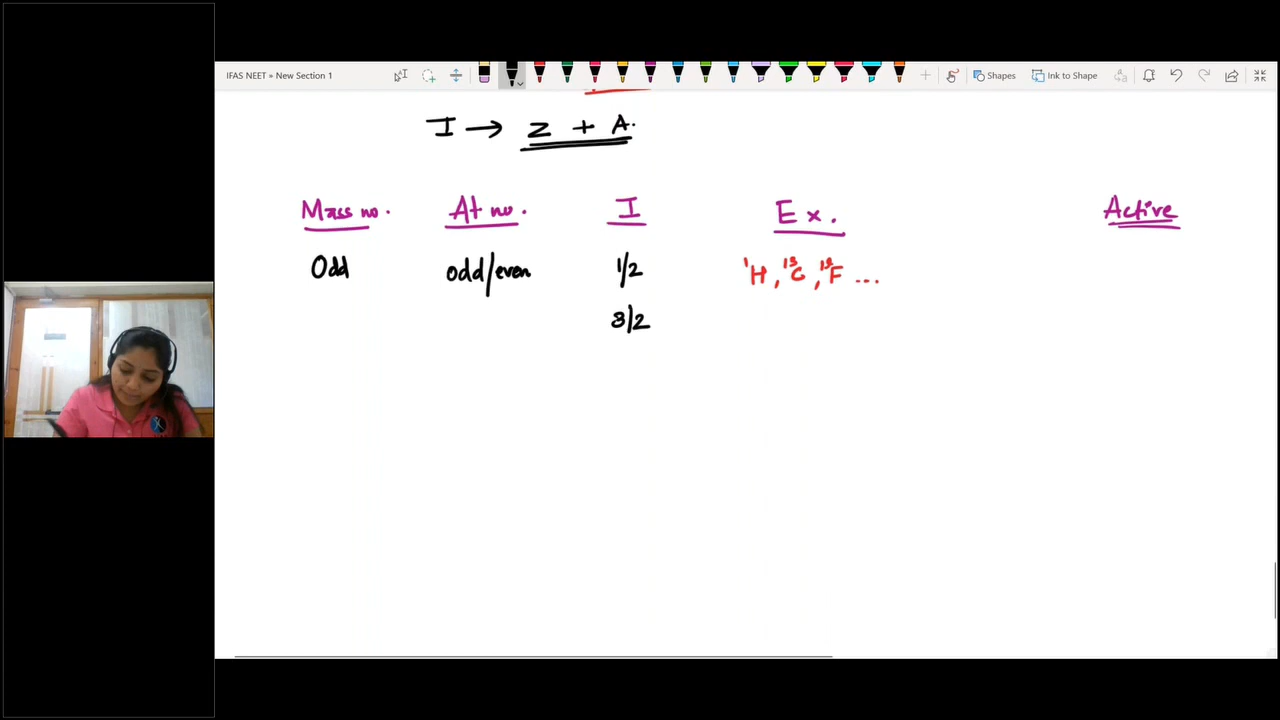 IFAS NEET » New Section 1
Shapes
Ink to Shape
I → Z + A.
Mass no. At no. I Ex. Active
Odd odd/even 1/2 ¹H, ¹³C, ¹⁹F ...
3/2